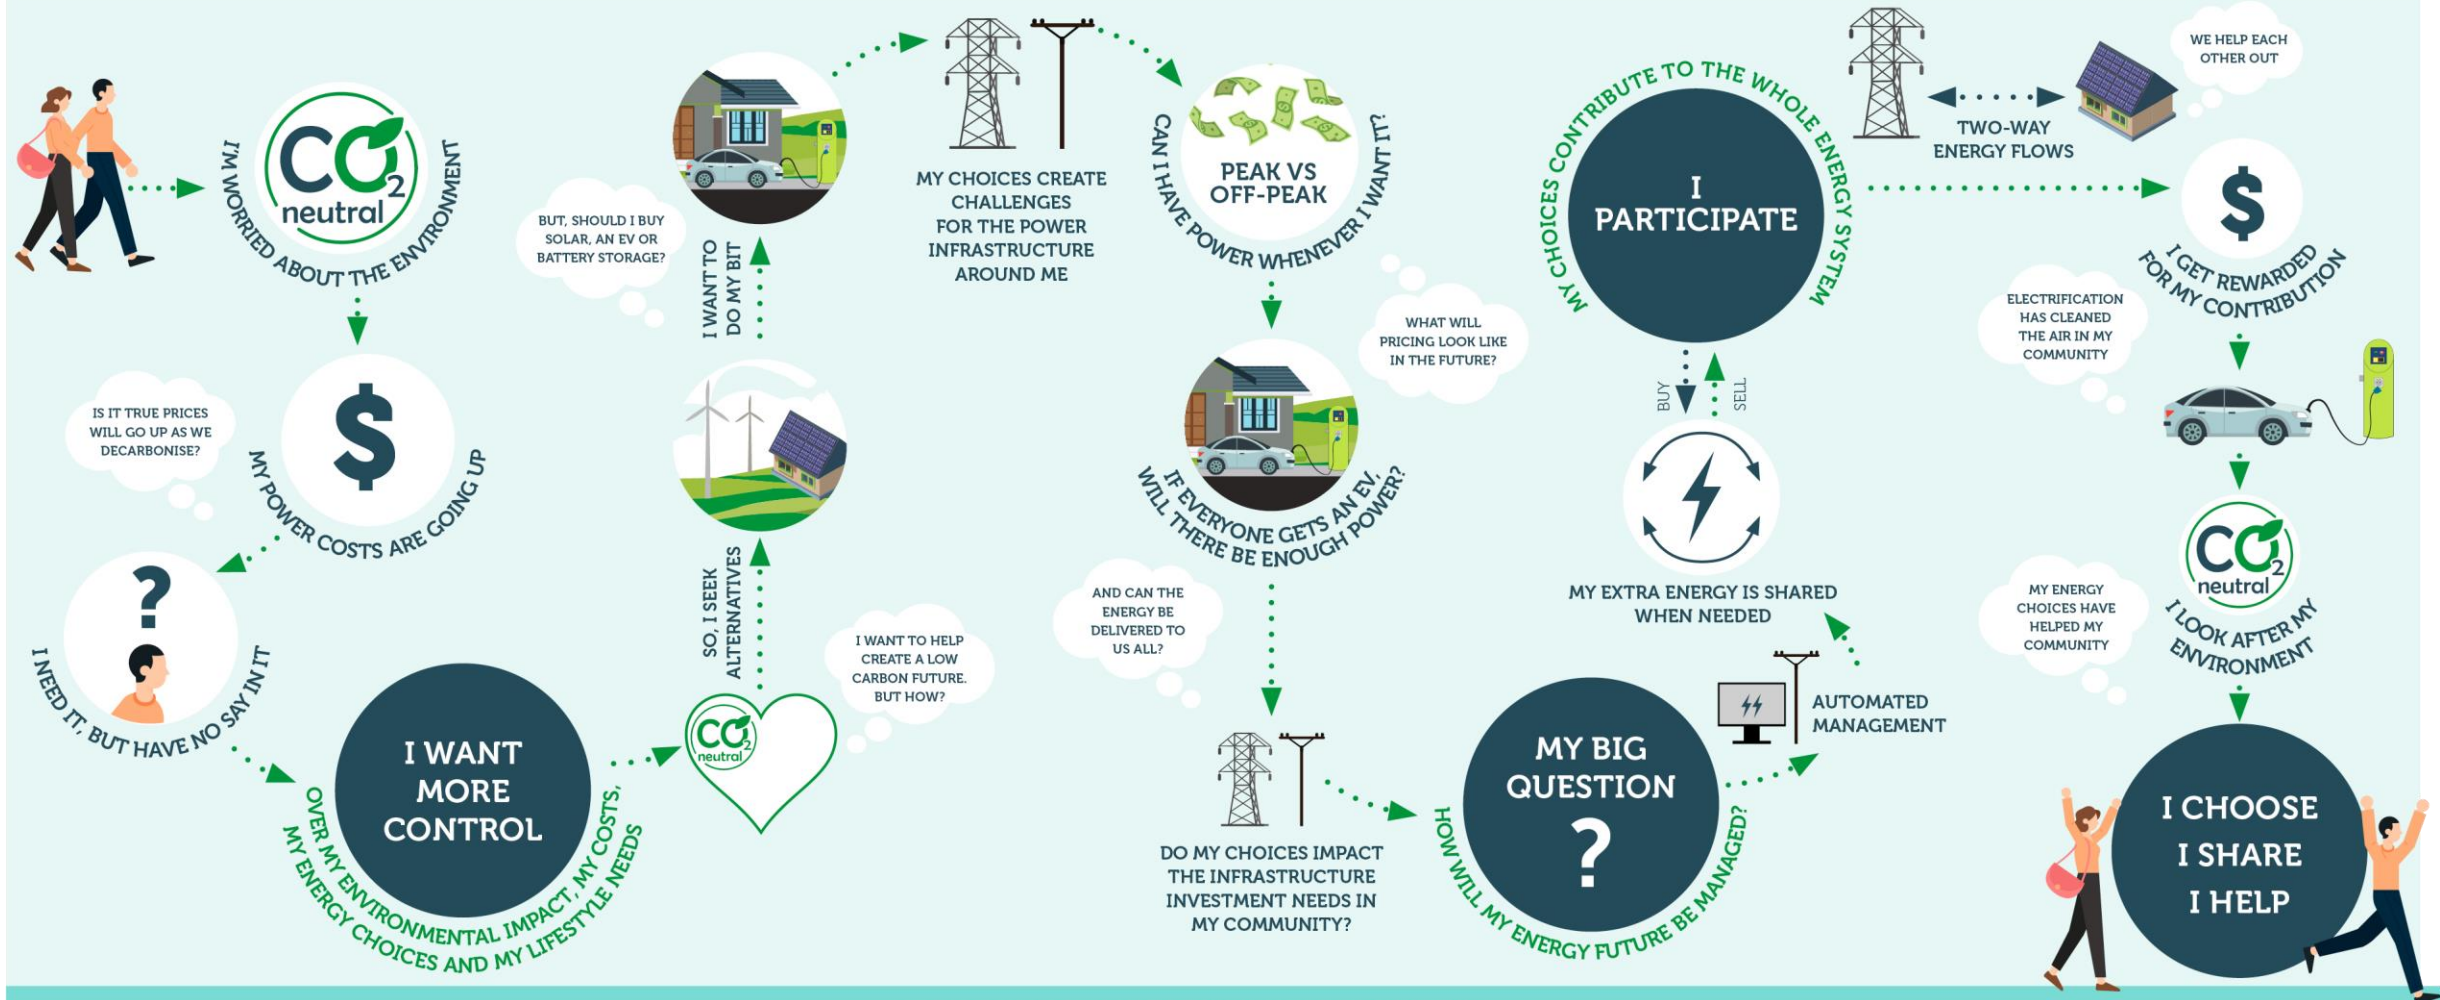 CO2
neutral
I'M WORRIED ABOUT THE ENVIRONMENT
IS IT TRUE PRICES
WILL GO UP AS WE
DECARBONISE?
$
MY POWER COSTS ARE GOING UP
?
I NEED IT, BUT HAVE NO SAY IN IT
I WANT
MORE
CONTROL
OVER MY ENVIRONMENTAL IMPACT, MY COSTS,
MY ENERGY CHOICES AND MY LIFESTYLE NEEDS
CO2
neutral
I WANT TO HELP
CREATE A LOW
CARBON FUTURE.
BUT HOW?
SO, I SEEK
ALTERNATIVES
I WANT TO
DO MY BIT
BUT, SHOULD I BUY
SOLAR, AN EV OR
BATTERY STORAGE?
MY CHOICES CREATE
CHALLENGES
FOR THE POWER
INFRASTRUCTURE
AROUND ME
PEAK VS
OFF-PEAK
CAN I HAVE POWER WHENEVER I WANT IT?
WHAT WILL
PRICING LOOK LIKE
IN THE FUTURE?
IF EVERYONE GETS AN EV,
WILL THERE BE ENOUGH POWER?
AND CAN THE
ENERGY BE
DELIVERED TO
US ALL?
DO MY CHOICES IMPACT
THE INFRASTRUCTURE
INVESTMENT NEEDS IN
MY COMMUNITY?
MY BIG
QUESTION
?
HOW WILL MY ENERGY FUTURE BE MANAGED?
AUTOMATED
MANAGEMENT
MY EXTRA ENERGY IS SHARED
WHEN NEEDED
BUY
SELL
I
PARTICIPATE
MY CHOICES CONTRIBUTE TO THE WHOLE ENERGY SYSTEM
TWO-WAY
ENERGY FLOWS
WE HELP EACH
OTHER OUT
$
I GET REWARDED
FOR MY CONTRIBUTION
ELECTRIFICATION
HAS CLEANED
THE AIR IN MY
COMMUNITY
CO2
neutral
I LOOK AFTER MY
ENVIRONMENT
MY ENERGY
CHOICES HAVE
HELPED MY
COMMUNITY
I CHOOSE
I SHARE
I HELP